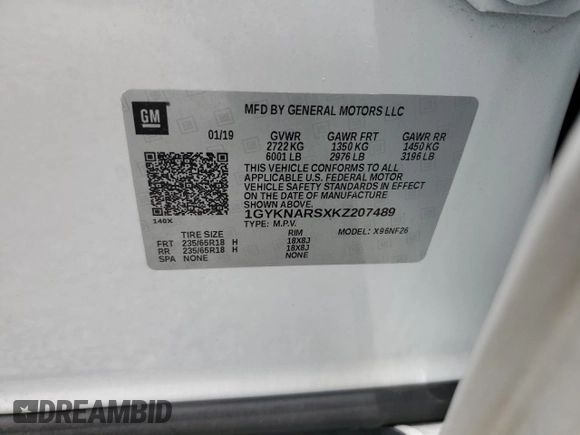 GM
MFD BY GENERAL MOTORS LLC
01/19 GVWR GAWR FRT GAWR RR
2722 KG 1350 KG 1450 KG
6001 LB 2976 LB 3196 LB
THIS VEHICLE CONFORMS TO ALL
APPLICABLE U.S. FEDERAL MOTOR
VEHICLE SAFETY STANDARDS IN EFFECT
ON THE DATE OF MANUFACTURE
SHOWN ABOVE.
1GYKNARSXKZ207489
140X
TYPE: M.P.V.
TIRE SIZE RIM MODEL: X96NF26
FRT 235/65R18 H 18X8J
RR 235/65R18 H 18X8J
SPA NONE NONE
DREAMBID